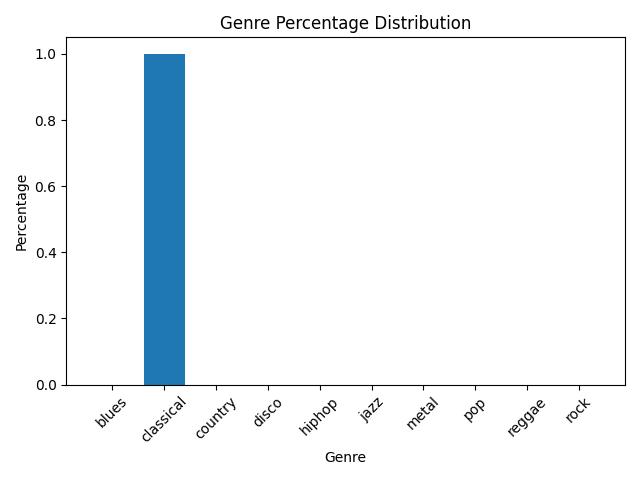 Genre Percentage Distribution
Percentage
1.0
0.8
0.6
0.4
0.2
0.0
blues
classical
country
disco
hiphop
jazz
metal
pop
reggae
rock
Genre